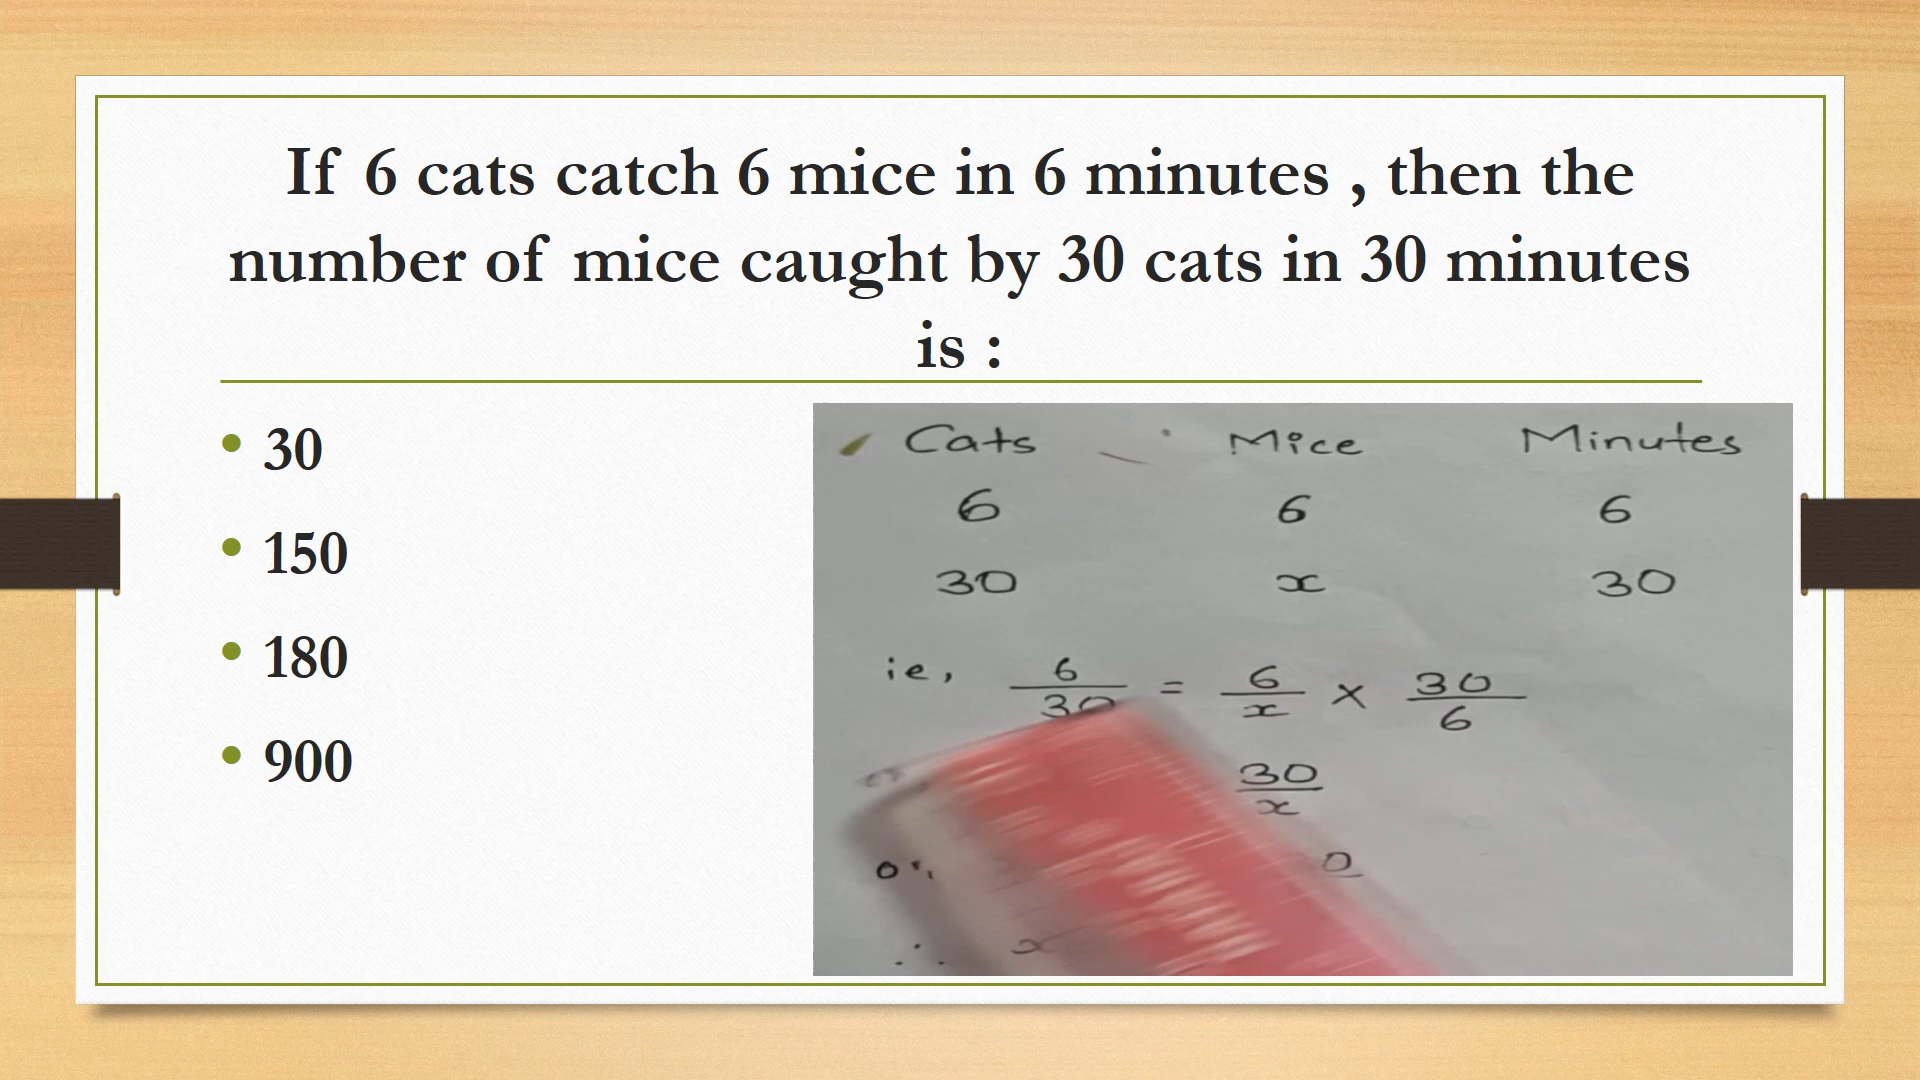 If 6 cats catch 6 mice in 6 minutes , then the
number of mice caught by 30 cats in 30 minutes
is :
30
150
180
900
Cats Mice Minutes
6 6 6
30 x 30
ie, 6/30 = 6/x × 30/6
30/x
∴ x